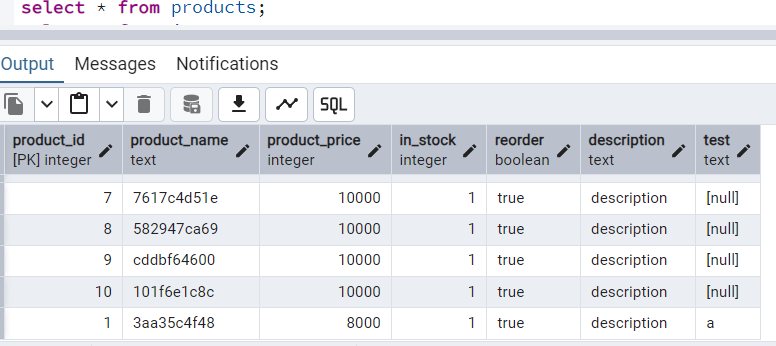 select * from products;
Output Messages Notifications
SQL
product_id product_name product_price in_stock reorder description test
[PK] integer text integer integer boolean text text
7 7617c4d51e 10000 1 true description [null]
8 582947ca69 10000 1 true description [null]
9 cddbf64600 10000 1 true description [null]
10 101f6e1c8c 10000 1 true description [null]
1 3aa35c4f48 8000 1 true description a